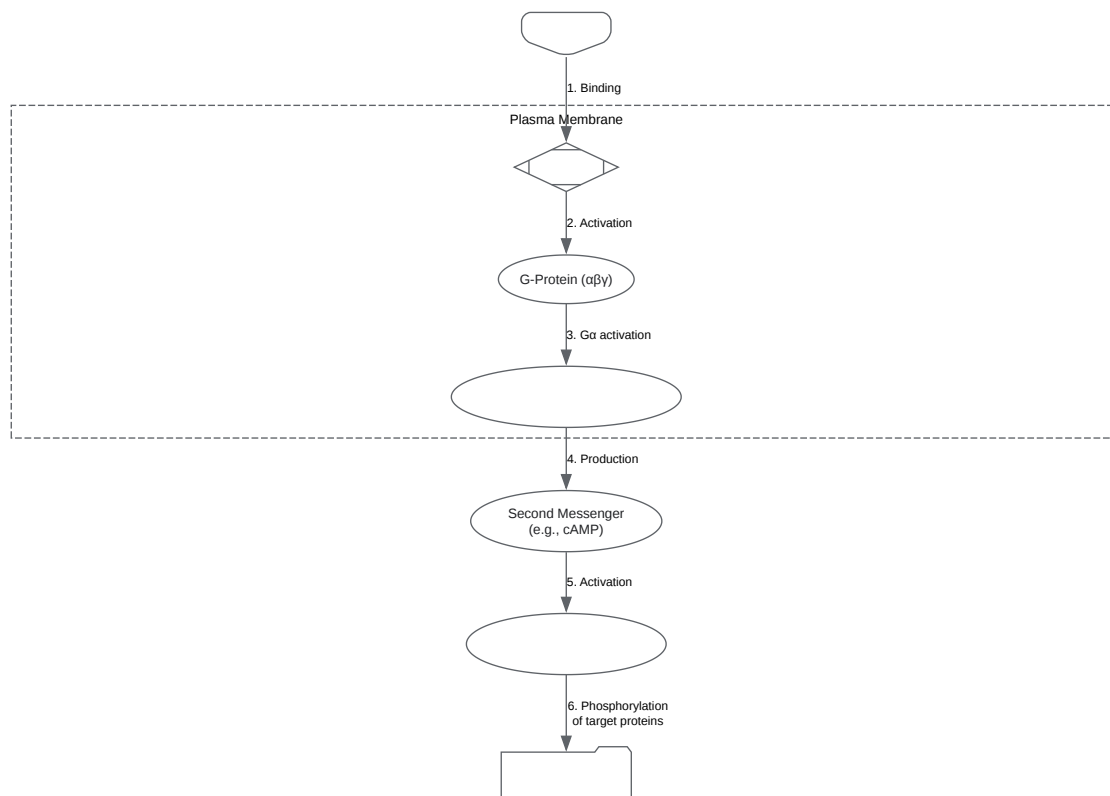 1. Binding
Plasma Membrane
2. Activation
G-Protein (αβγ)
3. Gα activation
4. Production
Second Messenger
(e.g., cAMP)
5. Activation
6. Phosphorylation
of target proteins